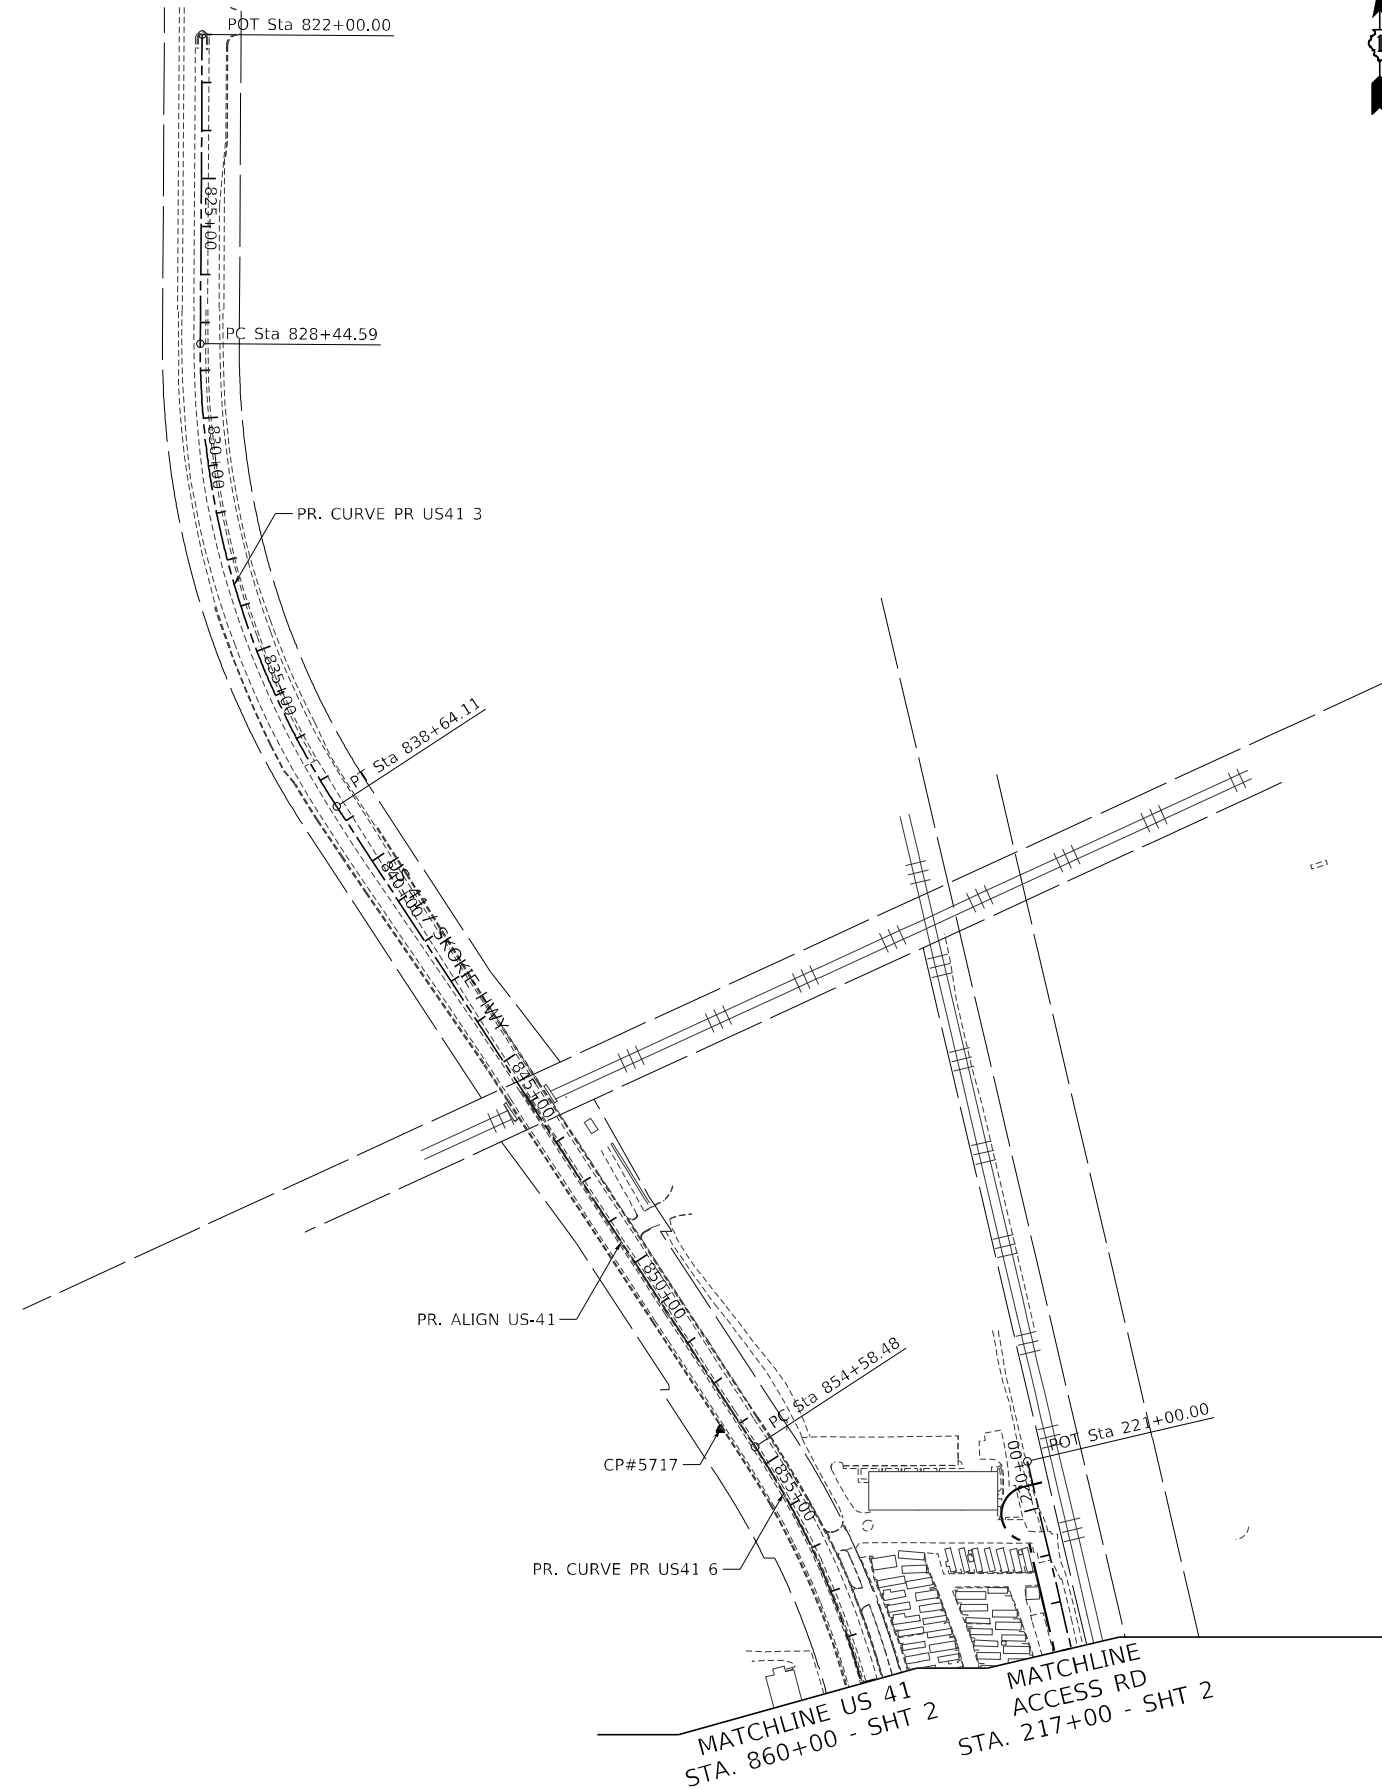 POT Sta 822+00.00
825+00
PC Sta 828+44.59
830+00
PR. CURVE PR US41 3
835+00
PT Sta 838+64.11
840+00
US 41 / SKOKIE HWY
845+00
850+00
PR. ALIGN US-41
PC Sta 854+58.48
CP#5717
855+00
POT Sta 221+00.00
220+00
PR. CURVE PR US41 6
MATCHLINE US 41
STA. 860+00 - SHT 2
MATCHLINE
ACCESS RD
STA. 217+00 - SHT 2